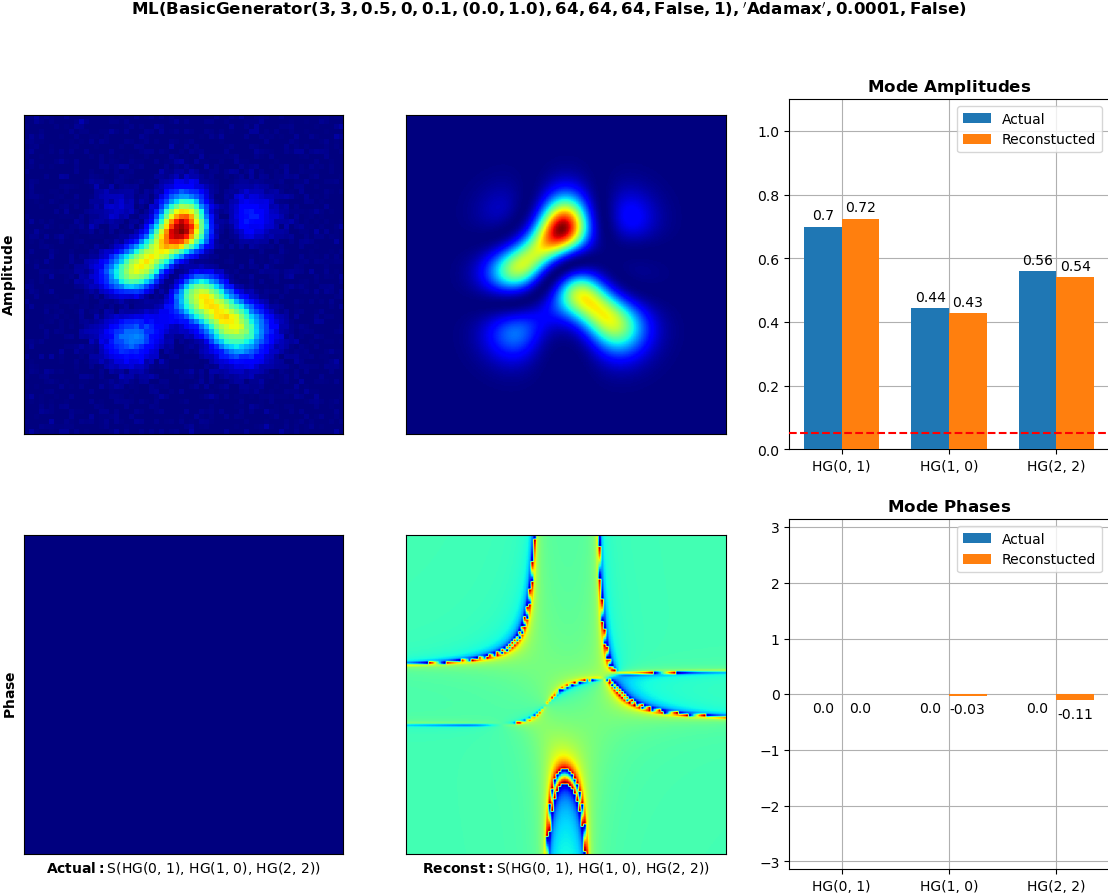 ML(BasicGenerator(3, 3, 0.5, 0, 0.1, (0.0, 1.0), 64, 64, 64, False, 1), ′Adamax′, 0.0001, False)
Amplitude
Mode Amplitudes
Actual
Reconstucted
1.0
0.8
0.6
0.4
0.2
0.0
0.7
0.72
0.44
0.43
0.56
0.54
HG(0, 1)
HG(1, 0)
HG(2, 2)
Phase
Actual: S(HG(0, 1), HG(1, 0), HG(2, 2))
Reconst: S(HG(0, 1), HG(1, 0), HG(2, 2))
Mode Phases
Actual
Reconstucted
3
2
1
0
−1
−2
−3
0.0
0.0
0.0
-0.03
0.0
-0.11
HG(0, 1)
HG(1, 0)
HG(2, 2)